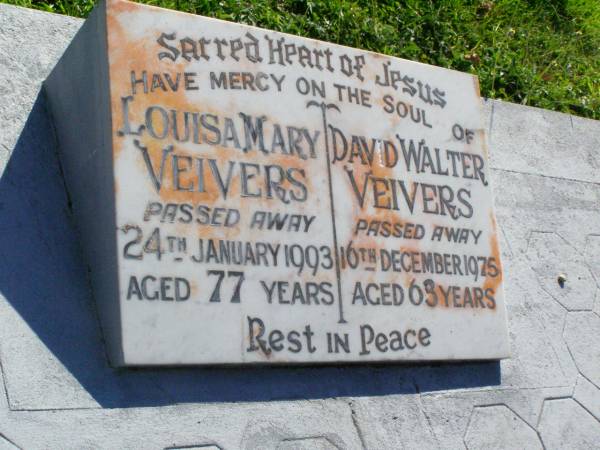 Sacred Heart of Jesus
HAVE MERCY ON THE SOUL OF
LOUISA MARY
VEIVERS
PASSED AWAY
24TH JANUARY 1993
AGED 77 YEARS
DAVID WALTER
VEIVERS
PASSED AWAY
16TH DECEMBER 1975
AGED 63 YEARS
Rest in Peace